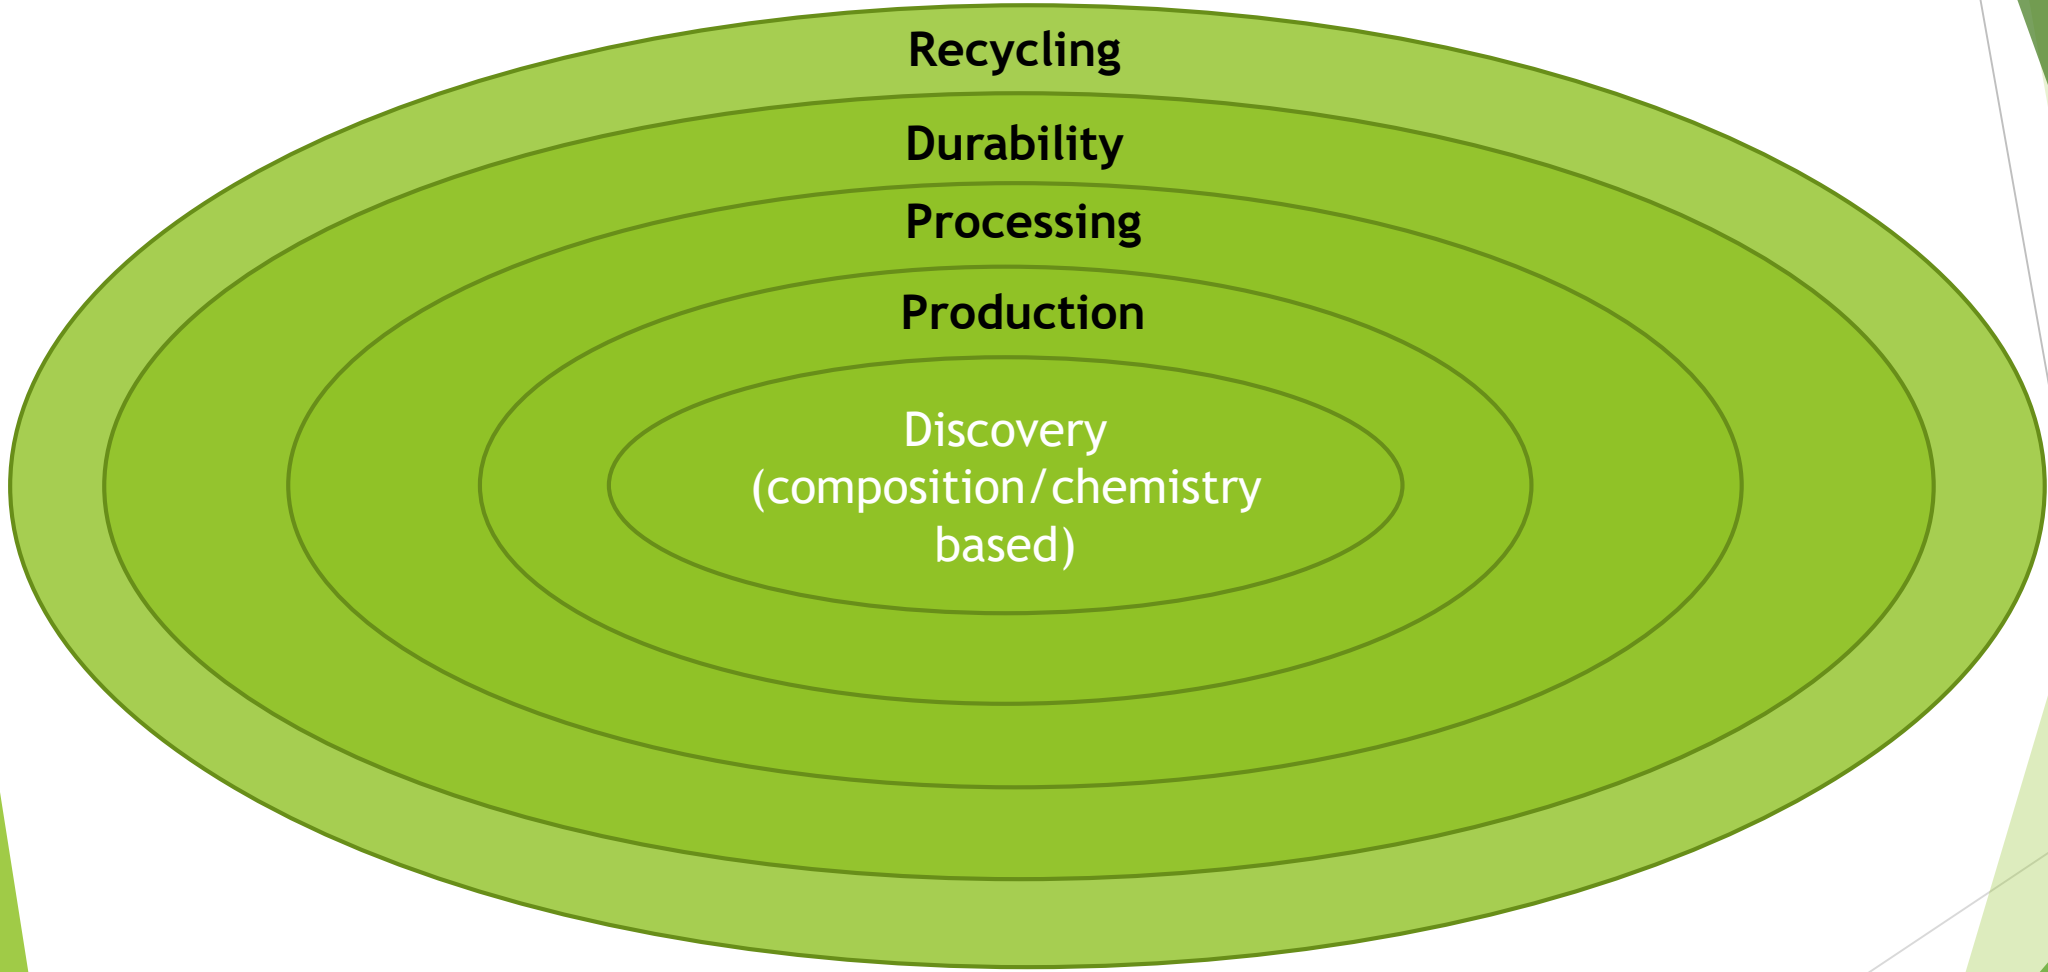 Recycling
Durability
Processing
Production
Discovery
(composition/chemistry
based)